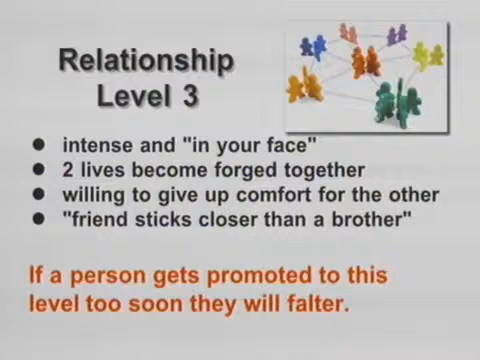 Relationship
Level 3
● intense and "in your face"
● 2 lives become forged together
● willing to give up comfort for the other
● "friend sticks closer than a brother"
If a person gets promoted to this
level too soon they will falter.